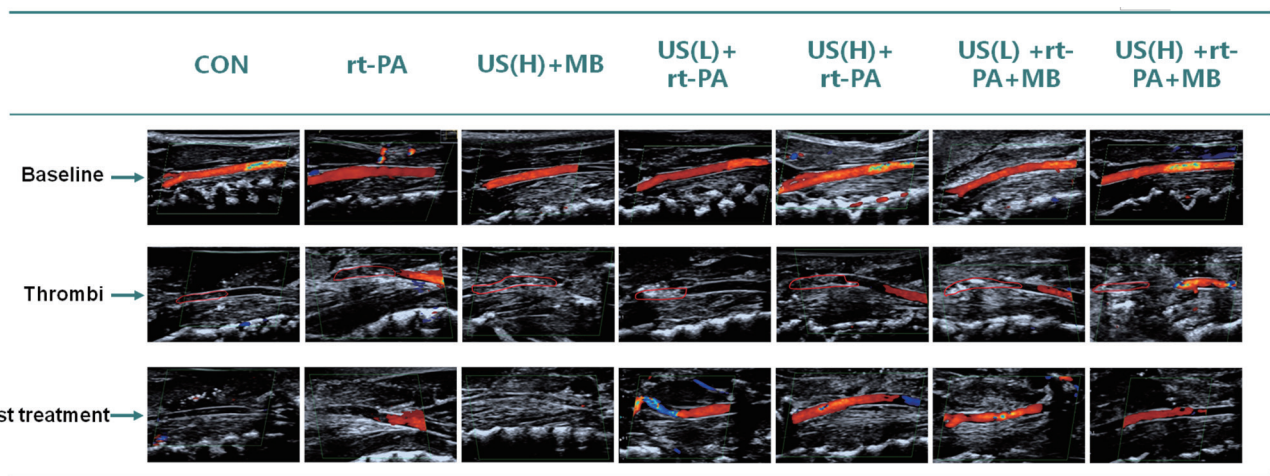 CON
rt-PA
US(H)+MB
US(L)+
rt-PA
US(H)+
rt-PA
US(L) +rt-
PA+MB
US(H) +rt-
PA+MB
Baseline
Thrombi
st treatment